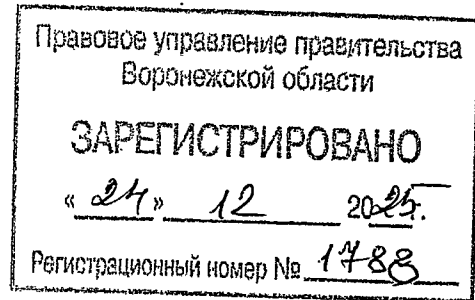 Правовое управление правительства
Воронежской области
ЗАРЕГИСТРИРОВАНО
« 24 » 12 2025г.
Регистрационный номер № 1788